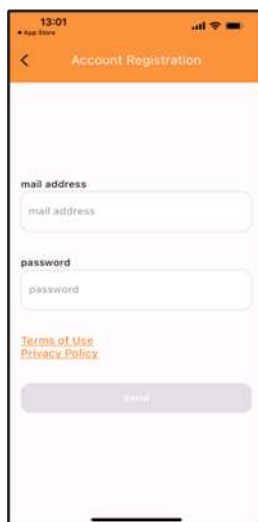 13:01
App Store
Account Registration
mail address
mail address
password
password
Terms of Use
Privacy Policy
Send